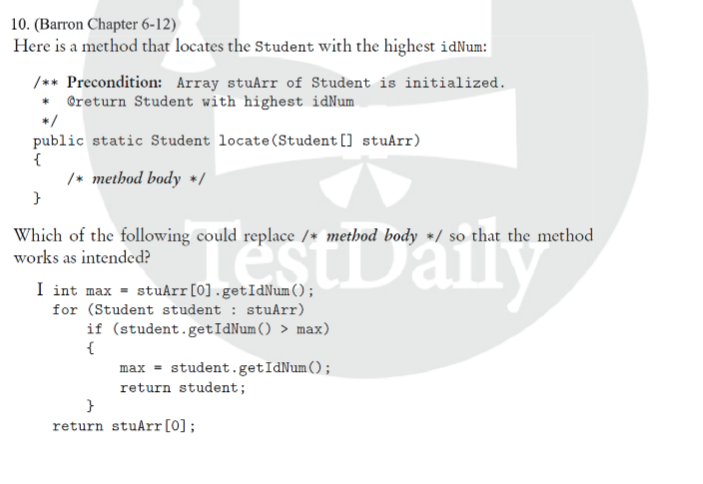 10. (Barron Chapter 6-12)
Here is a method that locates the Student with the highest idNum:
/** Precondition: Array stuArr of Student is initialized.
* @return Student with highest idNum
*/
public static Student locate(Student[] stuArr)
{
/* method body */
}
Which of the following could replace /* method body */ so that the method
works as intended?
I int max = stuArr[0].getIdNum();
for (Student student : stuArr)
if (student.getIdNum() > max)
{
max = student.getIdNum();
return student;
}
return stuArr[0];
TestDaily